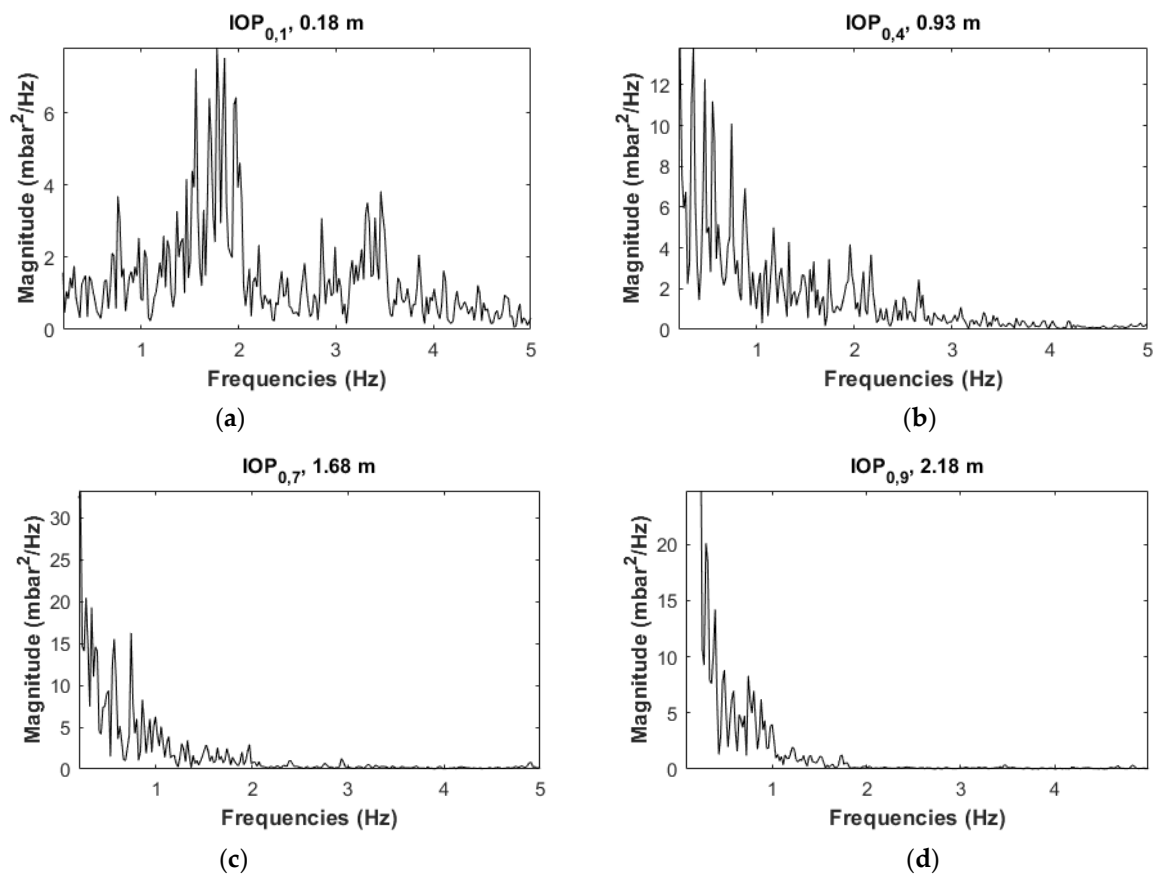 IOP0,1, 0.18 m
Magnitude (mbar2/Hz)
6
4
2
0
1 2 3 4 5
Frequencies (Hz)
(a)
IOP0,4, 0.93 m
Magnitude (mbar2/Hz)
12
10
8
6
4
2
0
1 2 3 4 5
Frequencies (Hz)
(b)
IOP0,7, 1.68 m
Magnitude (mbar2/Hz)
30
25
20
15
10
5
0
1 2 3 4 5
Frequencies (Hz)
(c)
IOP0,9, 2.18 m
Magnitude (mbar2/Hz)
20
15
10
5
0
1 2 3 4
Frequencies (Hz)
(d)